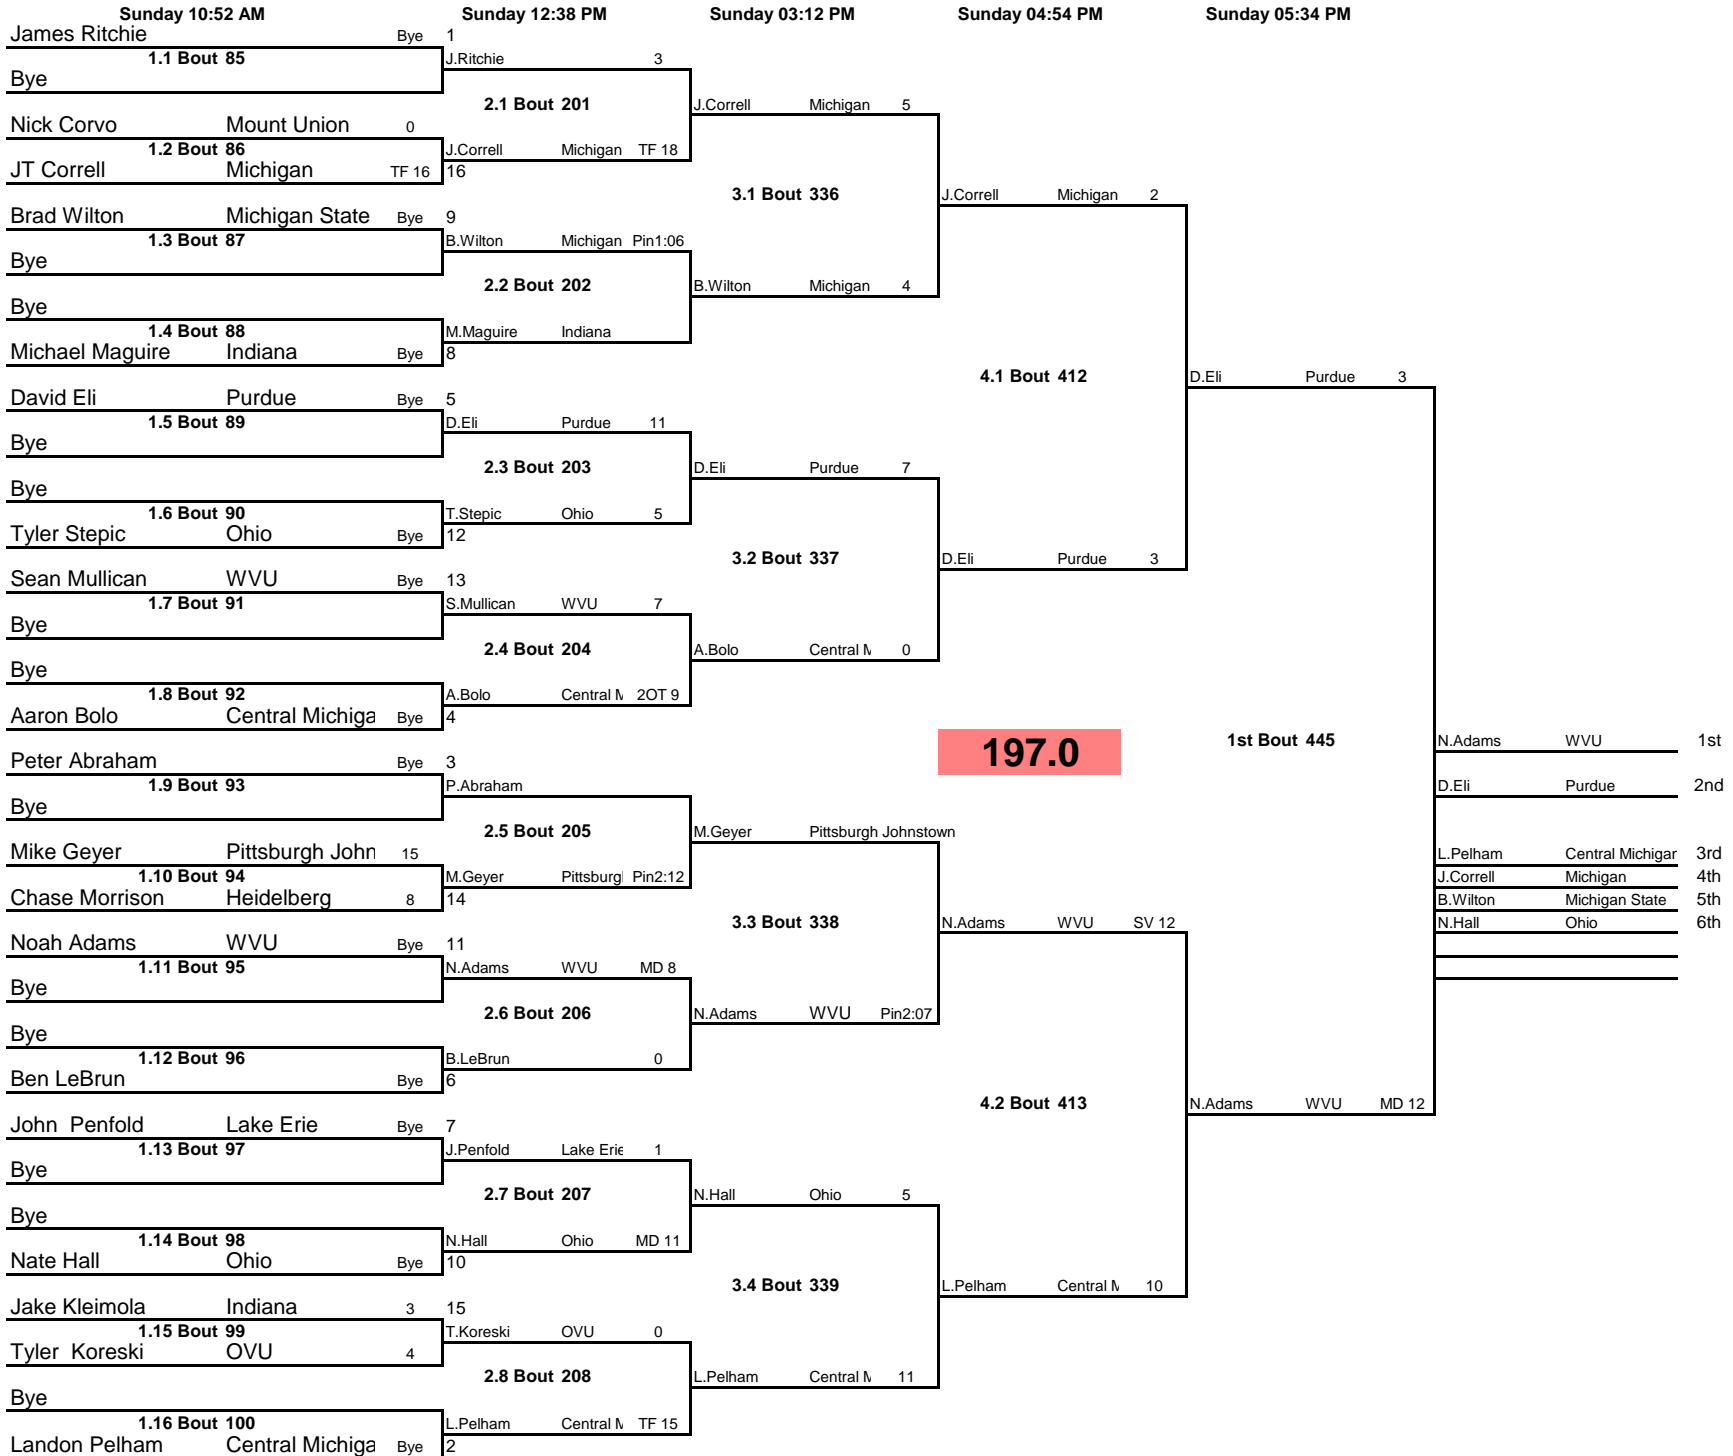 Sunday 10:52 AM Sunday 12:38 PM Sunday 03:12 PM Sunday 04:54 PM Sunday 05:34 PM
James Ritchie Bye 1
1.1 Bout 85 J.Ritchie 3
Bye
2.1 Bout 201 J.Correll Michigan 5
Nick Corvo Mount Union 0
1.2 Bout 86 J.Correll Michigan TF 18
JT Correll Michigan TF 16 16
3.1 Bout 336 J.Correll Michigan 2
Brad Wilton Michigan State Bye 9
1.3 Bout 87 B.Wilton Michigan Pin1:06
Bye
2.2 Bout 202 B.Wilton Michigan 4
Bye
1.4 Bout 88 M.Maguire Indiana
Michael Maguire Indiana Bye 8
4.1 Bout 412 D.Eli Purdue 3
David Eli Purdue Bye 5
1.5 Bout 89 D.Eli Purdue 11
Bye
2.3 Bout 203 D.Eli Purdue 7
Bye
1.6 Bout 90 T.Stepic Ohio 5
Tyler Stepic Ohio Bye 12
3.2 Bout 337 D.Eli Purdue 3
Sean Mullican WVU Bye 13
1.7 Bout 91 S.Mullican WVU 7
Bye
2.4 Bout 204 A.Bolo Central M 0
Bye
1.8 Bout 92 A.Bolo Central M 2OT 9
Aaron Bolo Central Michiga Bye 4
197.0 1st Bout 445 N.Adams WVU 1st
Peter Abraham Bye 3
1.9 Bout 93 P.Abraham D.Eli Purdue 2nd
Bye
2.5 Bout 205 M.Geyer Pittsburgh Johnstown
Mike Geyer Pittsburgh John 15 L.Pelham Central Michigan 3rd
1.10 Bout 94 M.Geyer Pittsburg Pin2:12 J.Correll Michigan 4th
Chase Morrison Heidelberg 8 14 B.Wilton Michigan State 5th
3.3 Bout 338 N.Adams WVU SV 12 N.Hall Ohio 6th
Noah Adams WVU Bye 11
1.11 Bout 95 N.Adams WVU MD 8
Bye
2.6 Bout 206 N.Adams WVU Pin2:07
Bye
1.12 Bout 96 B.LeBrun 0
Ben LeBrun Bye 6
4.2 Bout 413 N.Adams WVU MD 12
John Penfold Lake Erie Bye 7
1.13 Bout 97 J.Penfold Lake Erie 1
Bye
2.7 Bout 207 N.Hall Ohio 5
Bye
1.14 Bout 98 N.Hall Ohio MD 11
Nate Hall Ohio Bye 10
3.4 Bout 339 L.Pelham Central M 10
Jake Kleimola Indiana 3 15
1.15 Bout 99 T.Koreski OVU 0
Tyler Koreski OVU 4
2.8 Bout 208 L.Pelham Central M 11
Bye
1.16 Bout 100 L.Pelham Central M TF 15
Landon Pelham Central Michiga Bye 2